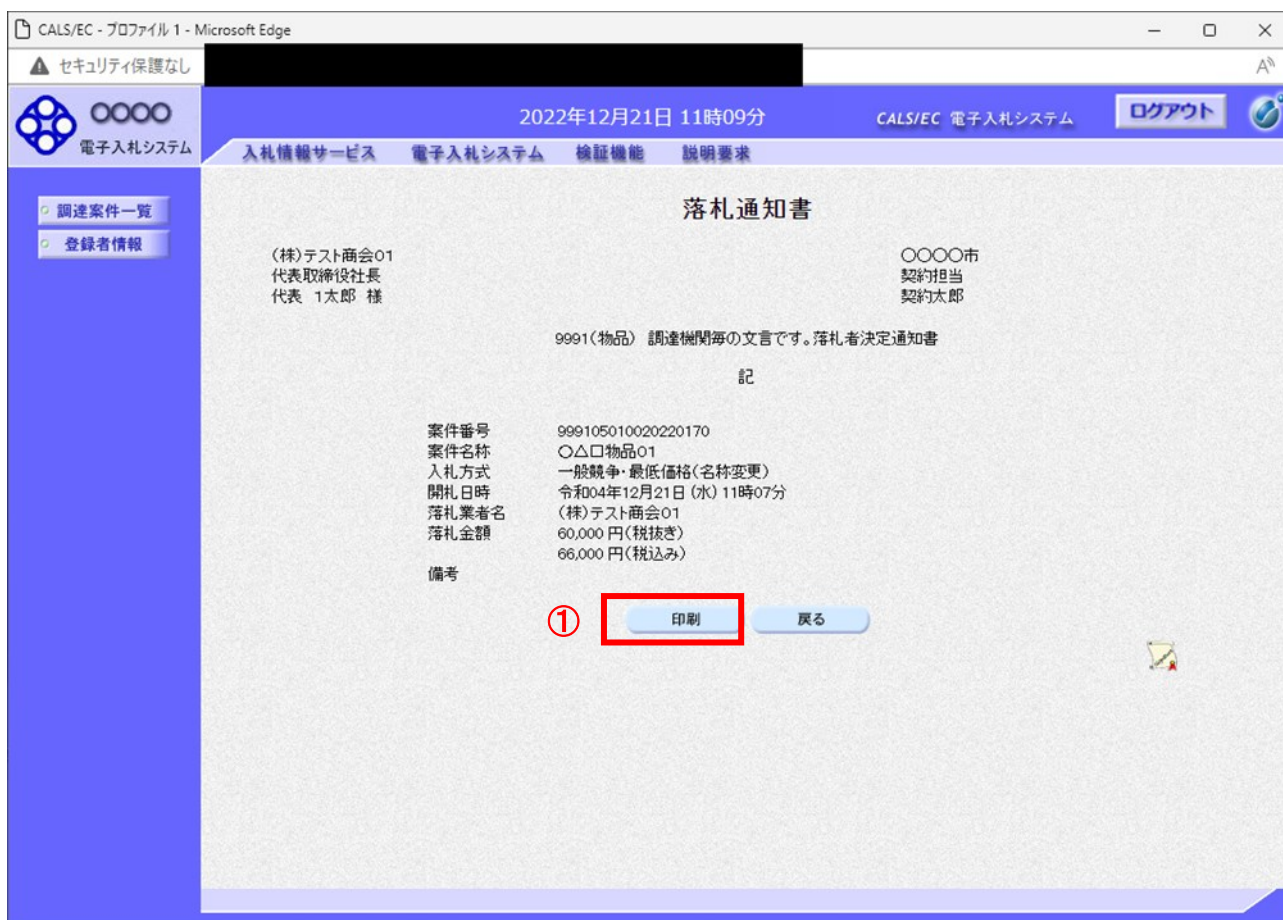 CALS/EC - プロファイル 1 - Microsoft Edge
セキュリティ保護なし
A
〇〇〇〇
電子入札システム
2022年12月21日 11時09分
CALS/EC 電子入札システム
ログアウト
入札情報サービス 電子入札システム 検証機能 説明要求
調達案件一覧
登録者情報
落札通知書
(株)テスト商会01
代表取締役社長
代表 1太郎 様
〇〇〇〇市
契約担当
契約太郎
9991(物品) 調達機関毎の文言です。落札者決定通知書
記
案件番号 999105010020220170
案件名称 〇△口物品01
入札方式 一般競争・最低価格(名称変更)
開札日時 令和04年12月21日 (水) 11時07分
落札業者名 (株)テスト商会01
落札金額 60,000 円(税抜き)
66,000 円(税込み)
備考
① 印刷 戻る